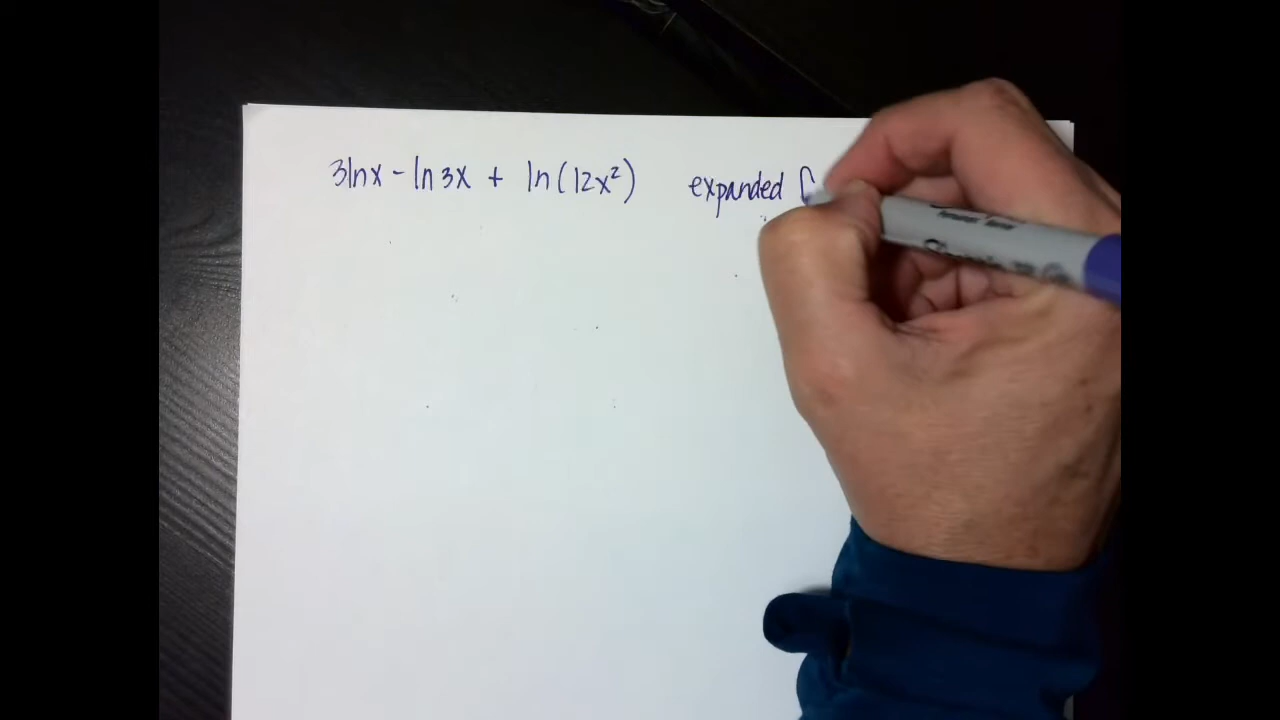 3lnx - ln3x + ln(12x²) expanded